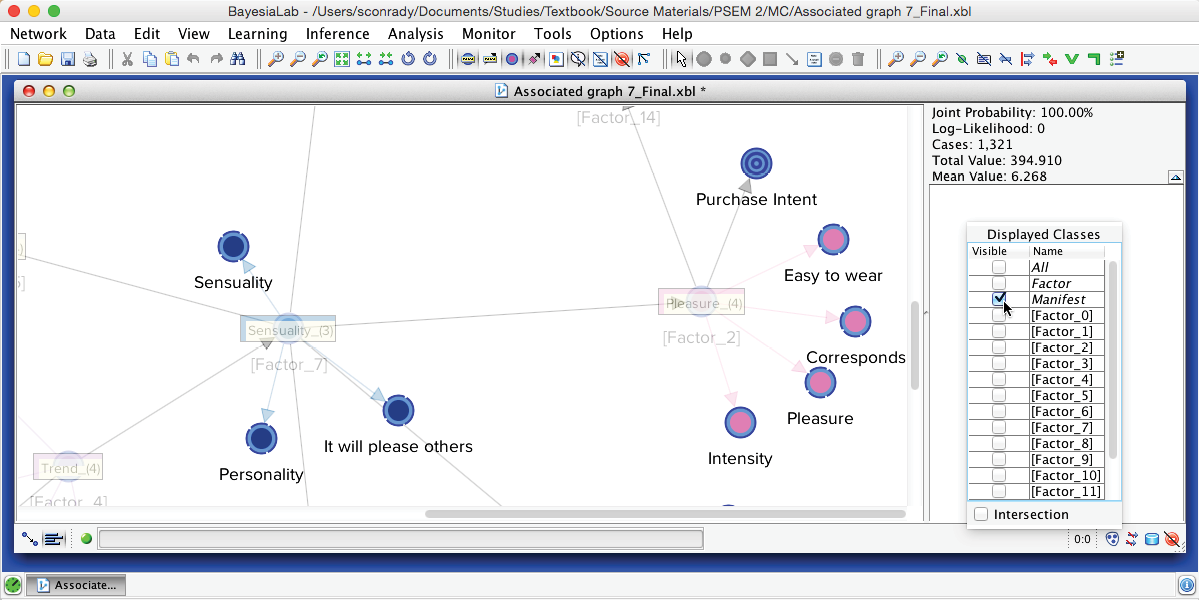 BayesiaLab - /Users/sconrady/Documents/Studies/Textbook/Source Materials/PSEM 2/MC/Associated graph 7_Final.xbl
Network Data Edit View Learning Inference Analysis Monitor Tools Options Help
Associated graph 7_Final.xbl *
Joint Probability: 100.00%
Log-Likelihood: 0
Cases: 1,321
Total Value: 394.910
Mean Value: 6.268
[Factor_14]
Purchase Intent
Easy to wear
Sensuality
Pleasure_(4)
[Factor_2]
Sensuality_(3)
[Factor_7]
Corresponds
Pleasure
It will please others
Intensity
Personality
Trend_(4)
[Factor_4]
Displayed Classes
Visible Name
All
Factor
Manifest
[Factor_0]
[Factor_1]
[Factor_2]
[Factor_3]
[Factor_4]
[Factor_5]
[Factor_6]
[Factor_7]
[Factor_8]
[Factor_9]
[Factor_10]
[Factor_11]
Intersection
0:0
Associate...